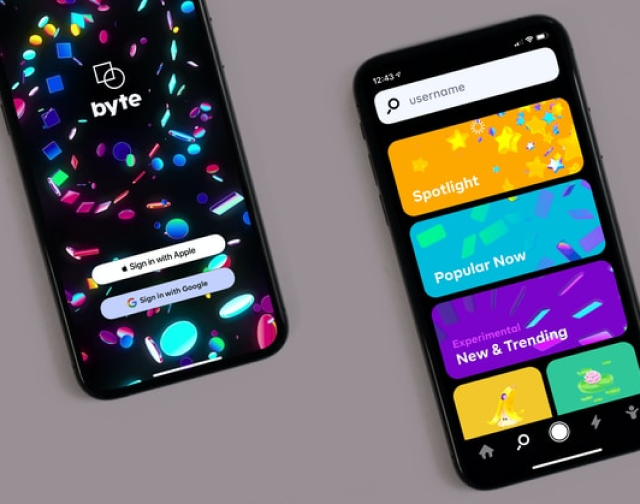 byte
Sign in with Apple
Sign in with Google
12:43
username
Spotlight
Popular Now
Experimental
New & Trending